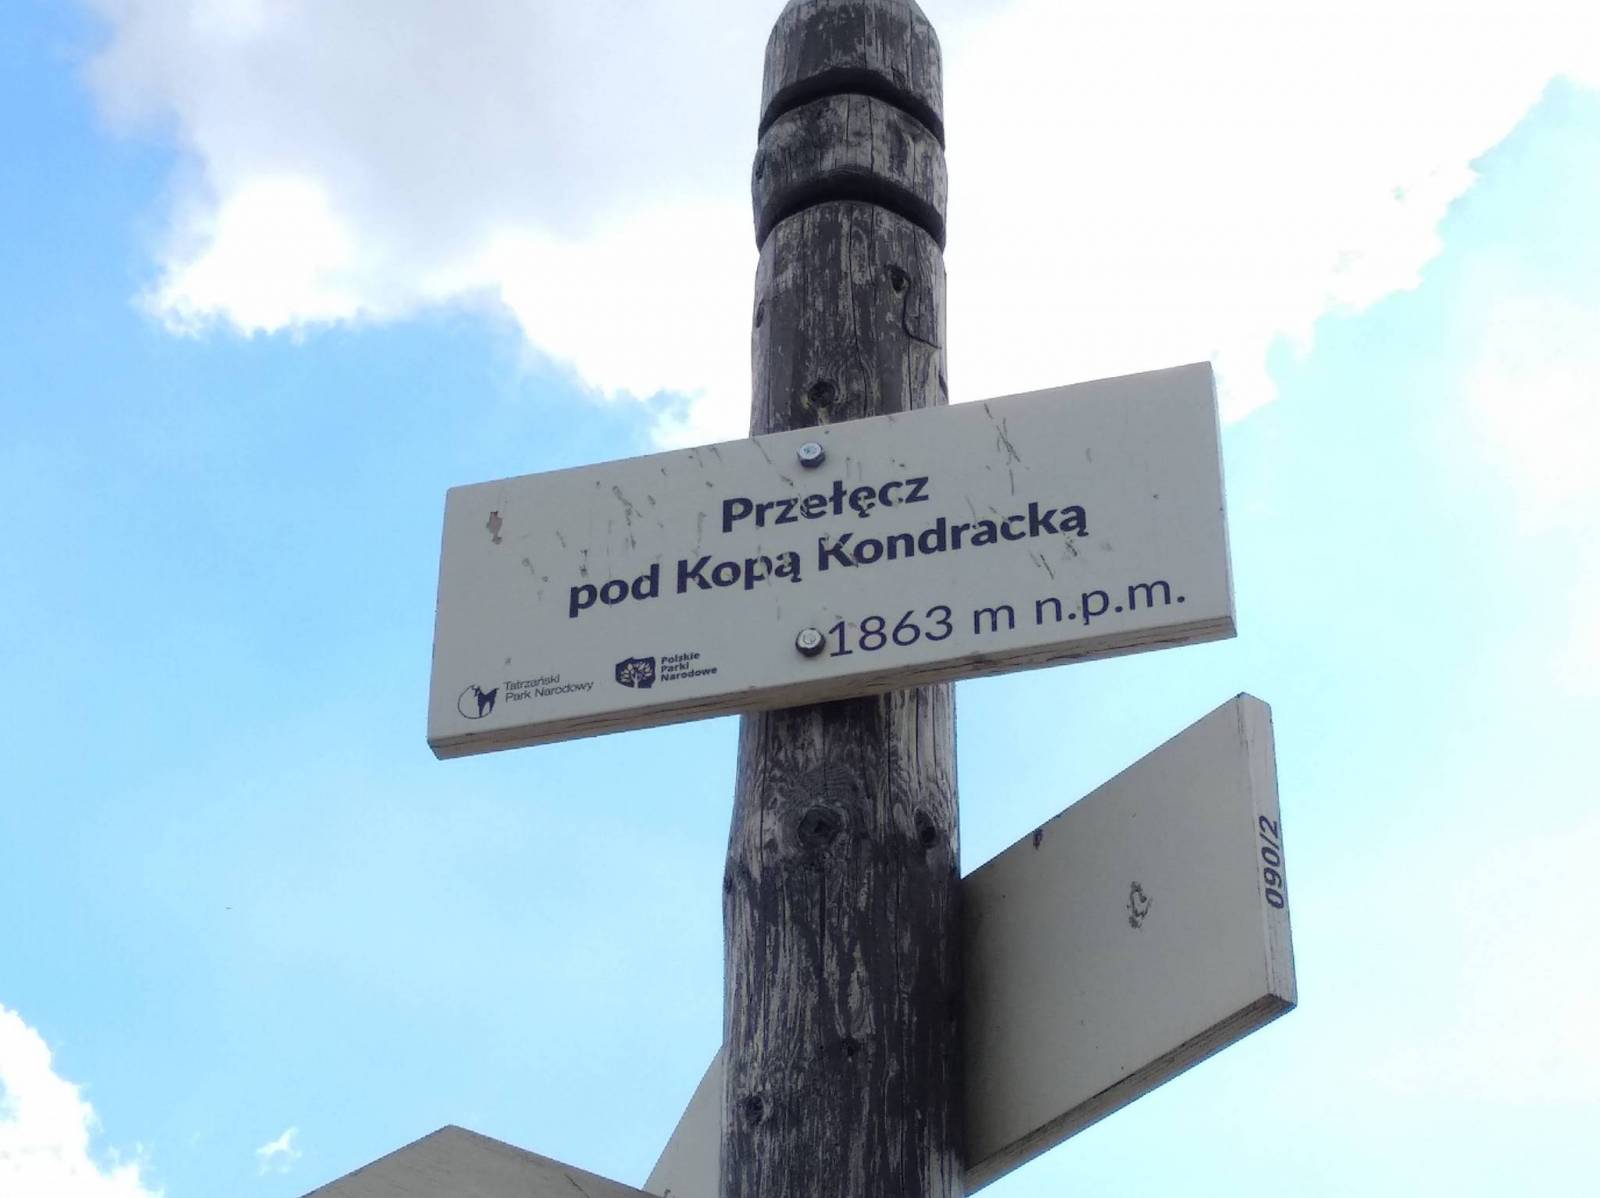 Przełęcz
pod Kopą Kondracką
1863 m n.p.m.
Tatrzański
Park Narodowy
Polskie
Parki
Narodowe
090/2